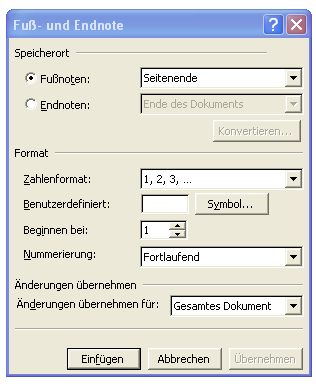 Fuß- und Endnote
Speicherort
Fußnoten: Seitenende
Endnoten: Ende des Dokuments
Konvertieren...
Format
Zahlenformat: 1, 2, 3, ...
Benutzerdefiniert: Symbol...
Beginnen bei: 1
Nummerierung: Fortlaufend
Änderungen übernehmen
Änderungen übernehmen für: Gesamtes Dokument
Einfügen Abbrechen Übernehmen